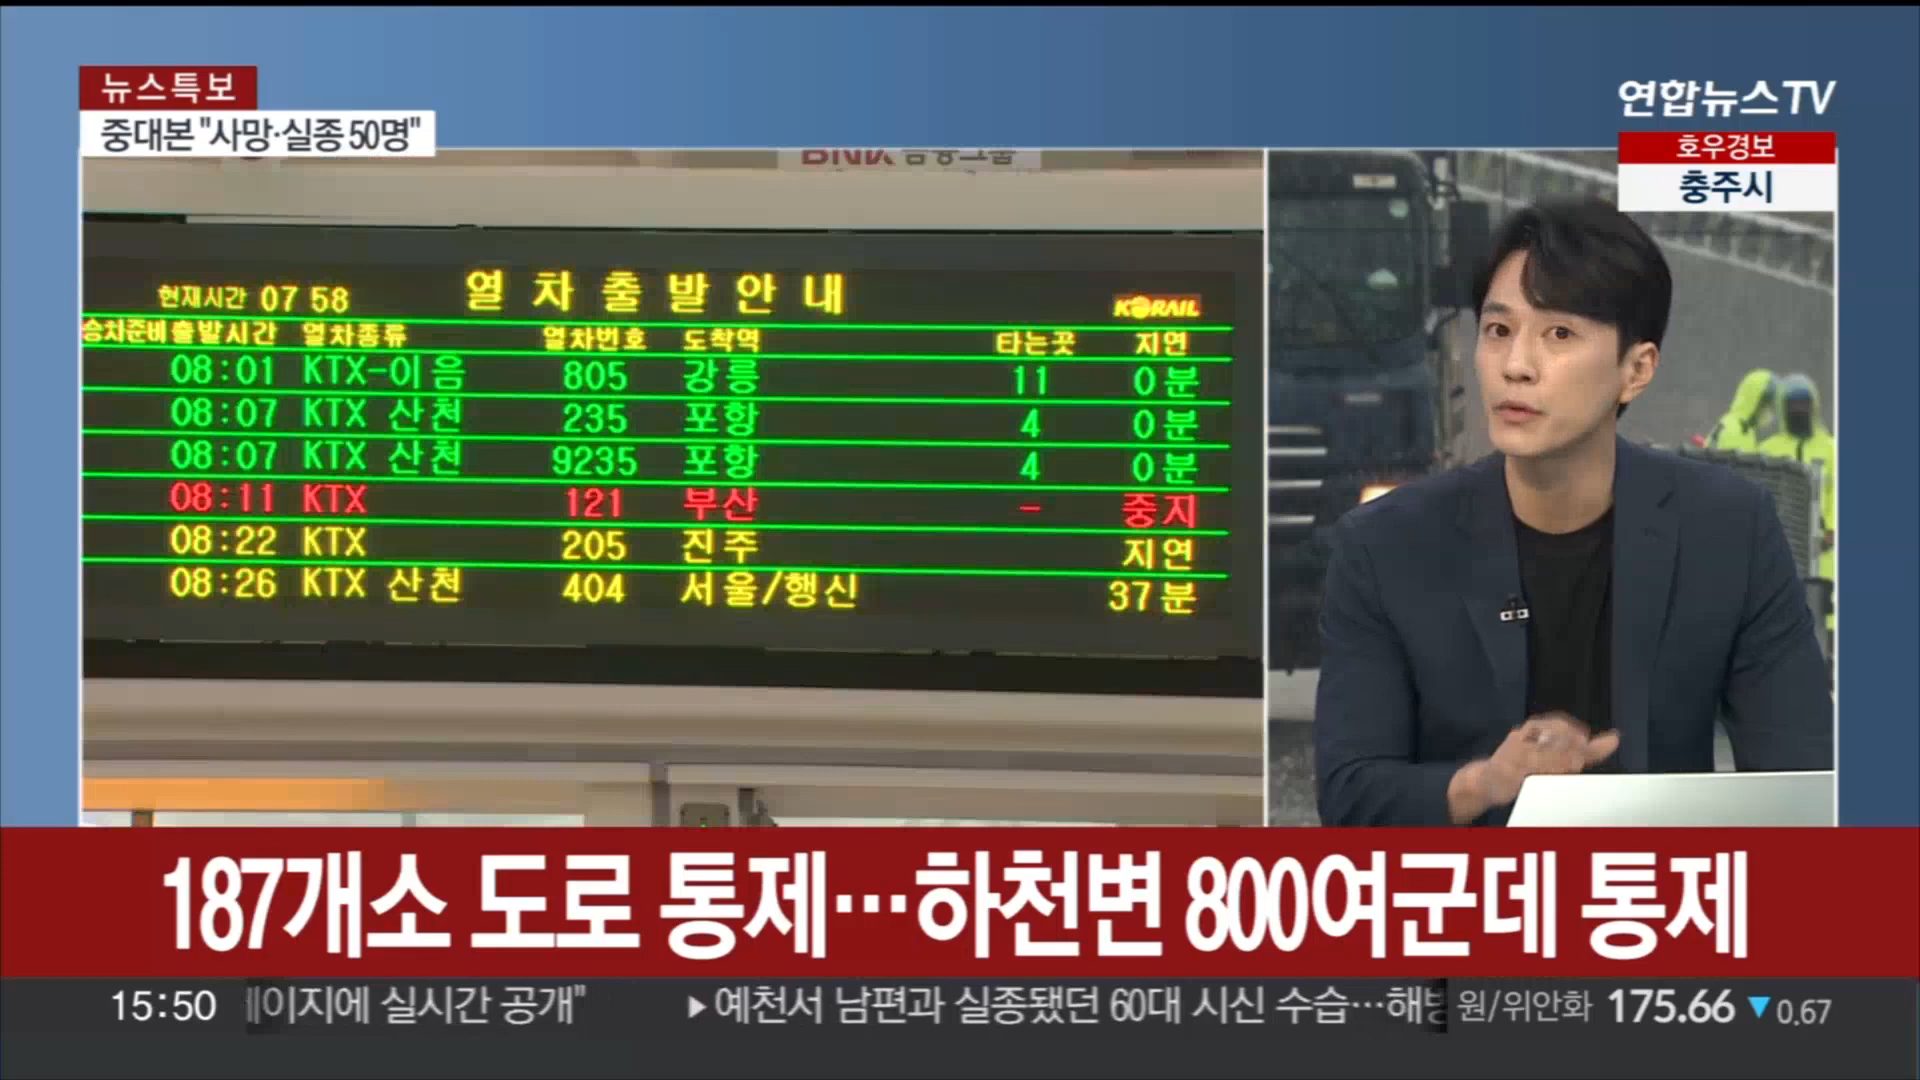 뉴스특보
중대본 "사망·실종 50명"
연합뉴스TV
호우경보
충주시
BNK 금융그룹
현재시간 07 58 열차출발안내 KORAIL
승차준비 출발시간 열차종류 열차번호 도착역 타는곳 지연
08:01 KTX-이음 805 강릉 11 0분
08:07 KTX 산천 235 포항 4 0분
08:07 KTX 산천 9235 포항 4 0분
08:11 KTX 121 부산 - 중지
08:22 KTX 205 진주 지연
08:26 KTX 산천 404 서울/행신 37분
187개소 도로 통제…하천변 800여군데 통제
15:50 이지에 실시간 공개" ▶예천서 남편과 실종됐던 60대 시신 수습…해병 원/위안화 175.66 ▼0.67